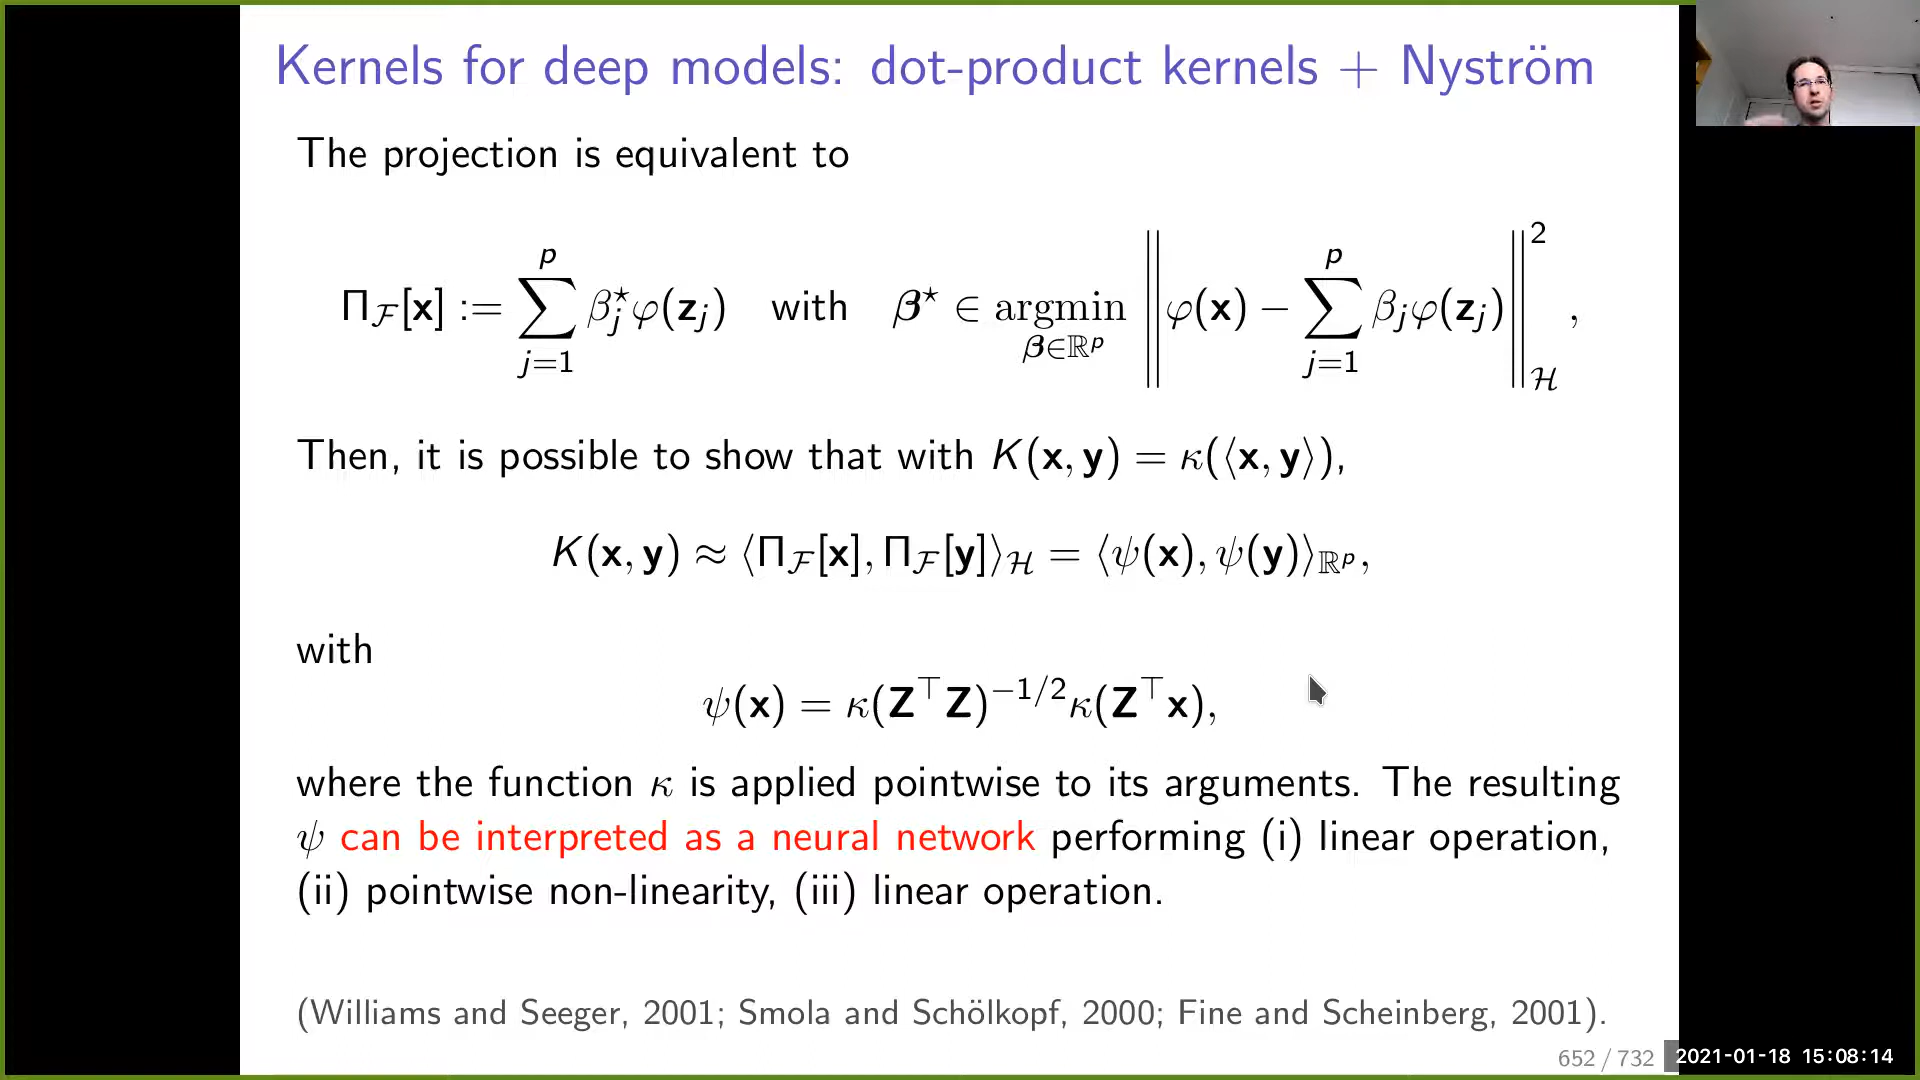 Kernels for deep models: dot-product kernels + Nyström
The projection is equivalent to
Π_𝓕[𝐱] := ∑_{j=1}^{p} β_j^⋆ φ(𝐳_j) with 𝛃^⋆ ∈ argmin_{𝛃∈ℝ^p} ‖φ(𝐱) − ∑_{j=1}^{p} β_j φ(𝐳_j)‖²_𝓗 ,
Then, it is possible to show that with K(𝐱, 𝐲) = κ(⟨𝐱, 𝐲⟩),
K(𝐱, 𝐲) ≈ ⟨Π_𝓕[𝐱], Π_𝓕[𝐲]⟩_𝓗 = ⟨ψ(𝐱), ψ(𝐲)⟩_{ℝ^p},
with
ψ(𝐱) = κ(𝐙^⊤𝐙)^{−1/2} κ(𝐙^⊤𝐱),
where the function κ is applied pointwise to its arguments. The resulting
ψ can be interpreted as a neural network performing (i) linear operation,
(ii) pointwise non-linearity, (iii) linear operation.
(Williams and Seeger, 2001; Smola and Schölkopf, 2000; Fine and Scheinberg, 2001).
652 / 732
2021-01-18 15:08:14